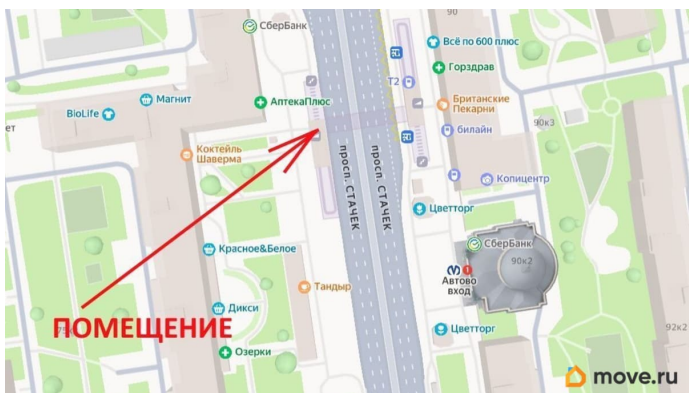 90
СберБанк
Всё по 600 плюс
Горздрав
Т2
Магнит
АптекаПлюс
BioLife
Британские
Пекарни
билайн
90к3
ет
Коктейль
Шаверма
просп. СТАЧЕК
просп. СТАЧЕК
Копицентр
Цветторг
Красное&Белое
СберБанк
90к2
Автово
вход
Тандыр
Дикси
ПОМЕЩЕНИЕ
Цветторг
92к2
Озерки
move.ru